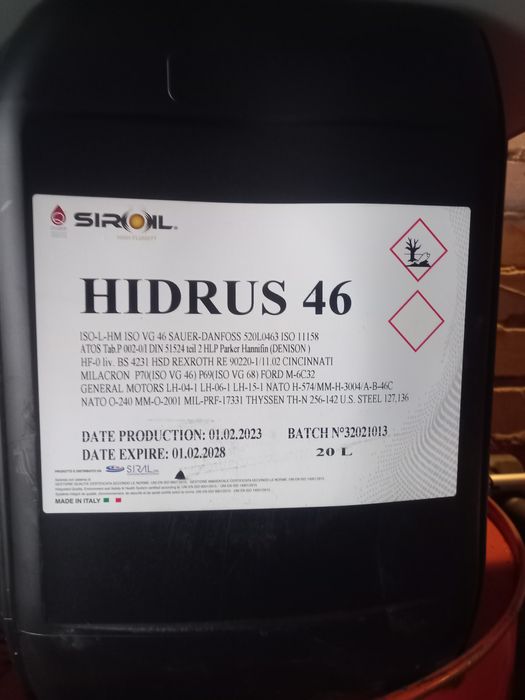 SIROIL
HIDRUS 46
ISO-L-HM ISO VG 46 SAUER-DANFOSS 520L0463 ISO 11158
ATOS Tab.P 002-0/I DIN 51524 teil 2 HLP Parker Hannifin (DENISON )
HF-0 liv. BS 4231 HSD REXROTH RE 90220-1/11.02 CINCINNATI
MILACRON P70(ISO VG 46) P69(ISO VG 68) FORD M-6C32
GENERAL MOTORS LH-04-1 LH-06-1 LH-15-1 NATO H-574/MM-H-3004/A-B-46C
NATO O-240 MM-O-2001 MIL-PRF-17331 THYSSEN TH-N 256-142 U.S. STEEL 127,136
DATE PRODUCTION: 01.02.2023 BATCH N°32021013
DATE EXPIRE: 01.02.2028 20 L
PRODOTTO E DISTRIBUITO DA SIRAL
MADE IN ITALY